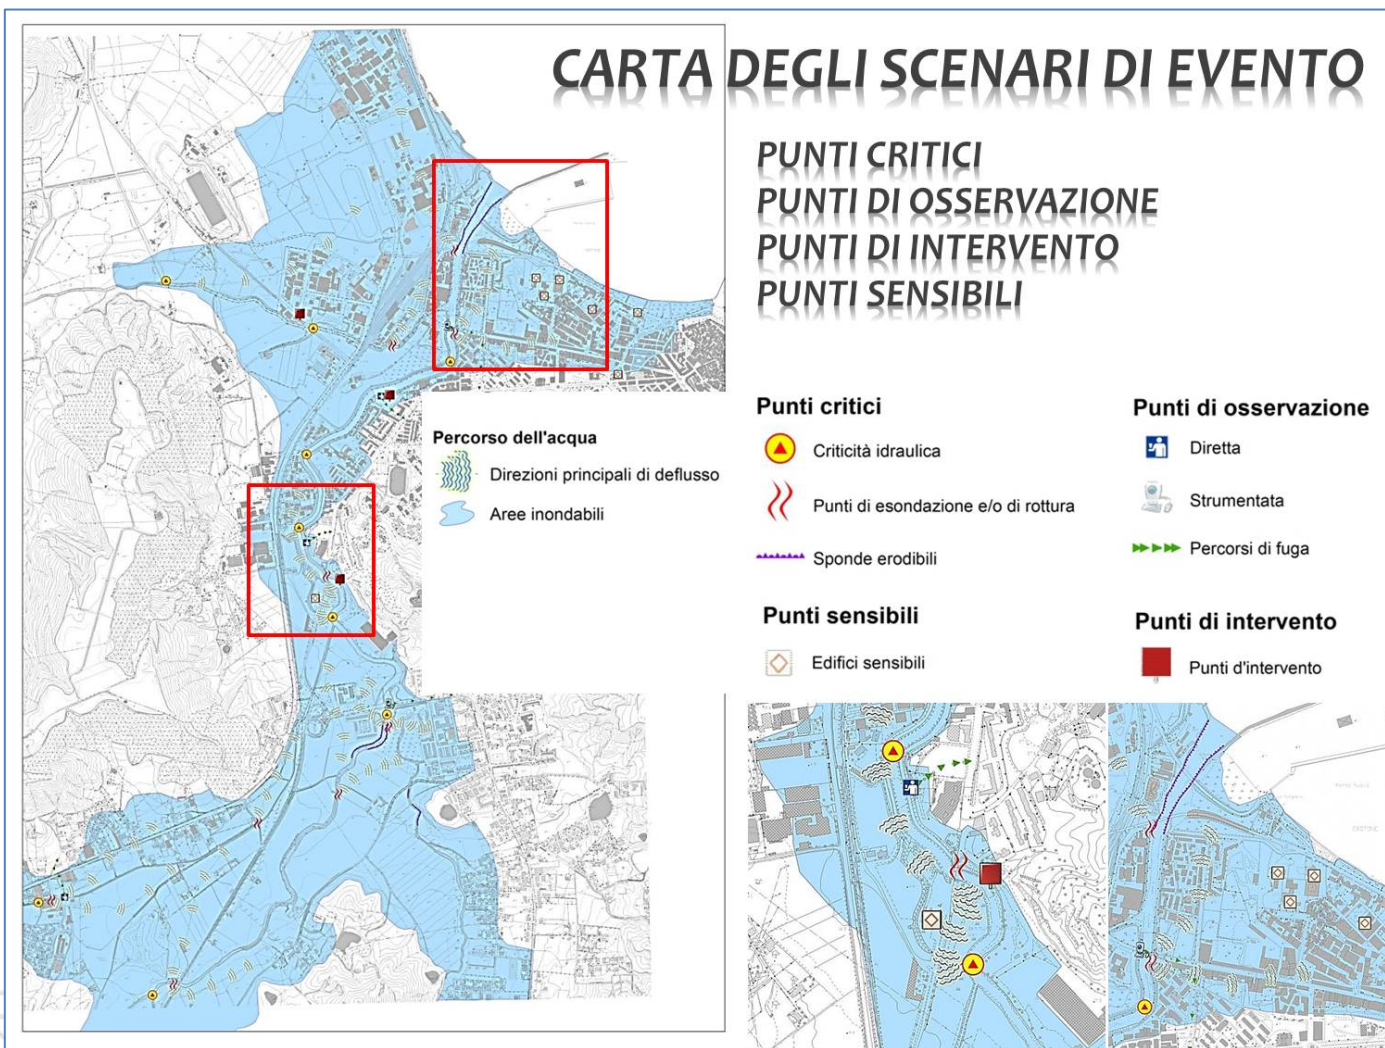 CARTA DEGLI SCENARI DI EVENTO
PUNTI CRITICI
PUNTI DI OSSERVAZIONE
PUNTI DI INTERVENTO
PUNTI SENSIBILI
Percorso dell'acqua
Direzioni principali di deflusso
Aree inondabili
Punti critici
Criticità idraulica
Punti di esondazione e/o di rottura
Sponde erodibili
Punti sensibili
Edifici sensibili
Punti di osservazione
Diretta
Strumentata
Percorsi di fuga
Punti di intervento
Punti d'intervento